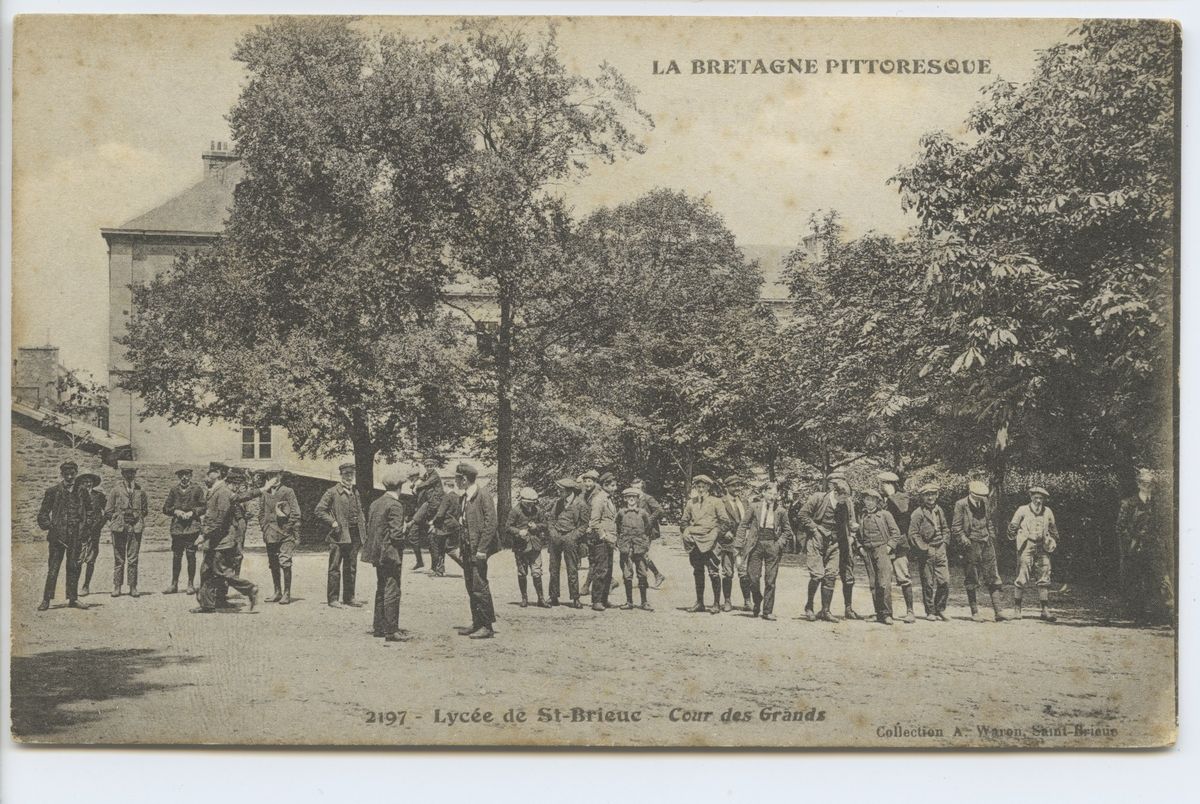 LA BRETAGNE PITTORESQUE
2197 - Lycée de St-Brieuc - Cour des Grands
Collection A. Waron, Saint-Brieuc